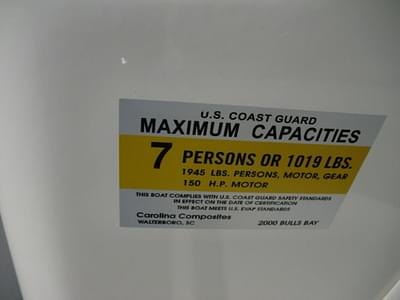 U.S. COAST GUARD
MAXIMUM CAPACITIES
7 PERSONS OR 1019 LBS.
1945 LBS. PERSONS, MOTOR, GEAR
150 H.P. MOTOR
THIS BOAT COMPLIES WITH U.S. COAST GUARD SAFETY STANDARDS
IN EFFECT ON THE DATE OF CERTIFICATION
THIS BOAT MEETS U.S. EVAP STANDARDS
Carolina Composites
WALTERBORO, SC 2000 BULLS BAY